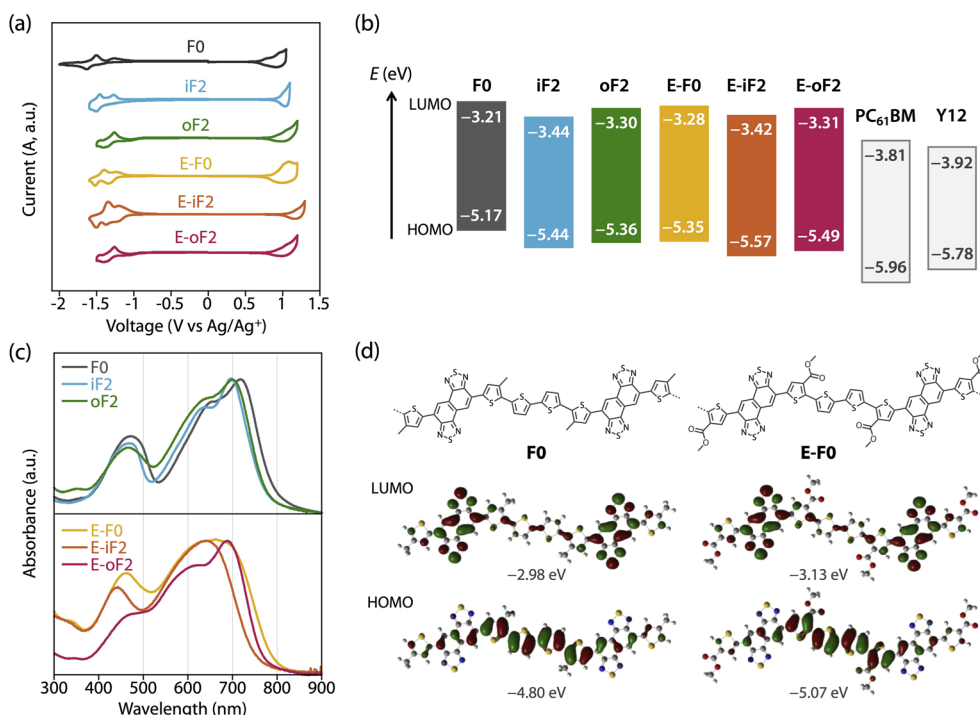 (a)
F0
iF2
oF2
E-F0
E-iF2
E-oF2
Current (A, a.u.)
-2 -1.5 -1 -0.5 0 0.5 1 1.5
Voltage (V vs Ag/Ag⁺)
(b)
E (eV)
LUMO
HOMO
F0 iF2 oF2 E-F0 E-iF2 E-oF2 PC₆₁BM Y12
−3.21 −3.44 −3.30 −3.28 −3.42 −3.31 −3.81 −3.92
−5.17 −5.44 −5.36 −5.35 −5.57 −5.49 −5.96 −5.78
(c)
F0
iF2
oF2
E-F0
E-iF2
E-oF2
Absorbance (a.u.)
300 400 500 600 700 800 900
Wavelength (nm)
(d)
F0 E-F0
LUMO
−2.98 eV −3.13 eV
HOMO
−4.80 eV −5.07 eV